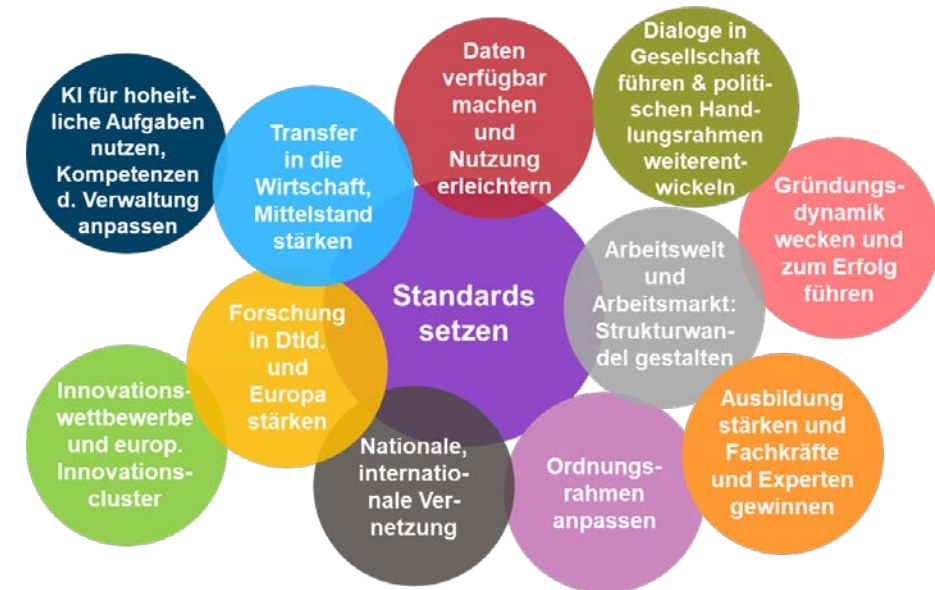 KI für hoheit-
liche Aufgaben
nutzen,
Kompetenzen
d. Verwaltung
anpassen
Transfer
in die
Wirtschaft,
Mittelstand
stärken
Daten
verfügbar
machen
und
Nutzung
erleichtern
Dialoge in
Gesellschaft
führen & politi-
schen Hand-
lungsrahmen
weiterent-
wickeln
Gründungs-
dynamik
wecken und
zum Erfolg
führen
Standards
setzen
Arbeitswelt
und
Arbeitsmarkt:
Strukturwan-
del gestalten
Forschung
in Dtld.
und
Europa
stärken
Innovations-
wettbewerbe
und europ.
Innovations-
cluster
Nationale,
internatio-
nale Ver-
netzung
Ordnungs-
rahmen
anpassen
Ausbildung
stärken und
Fachkräfte
und Experten
gewinnen